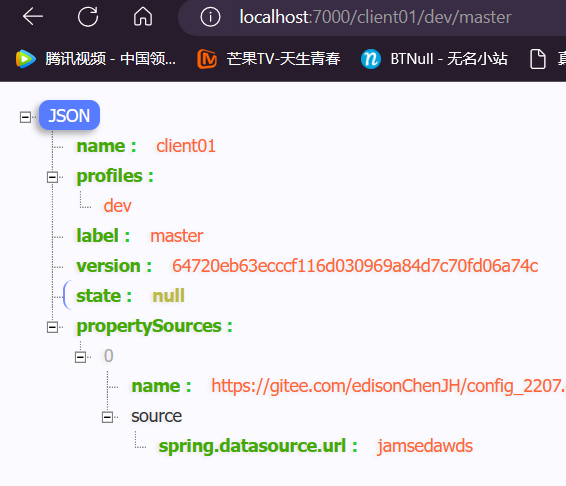 localhost:7000/client01/dev/master
腾讯视频 - 中国领...
芒果TV-天生青春
BTNull - 无名小站
JSON
name : client01
profiles :
dev
label : master
version : 64720eb63ecccf116d030969a84d7c70fd06a74c
state : null
propertySources :
0
name : https://gitee.com/edisonChenJH/config_2207.
source
spring.datasource.url : jamsedawds